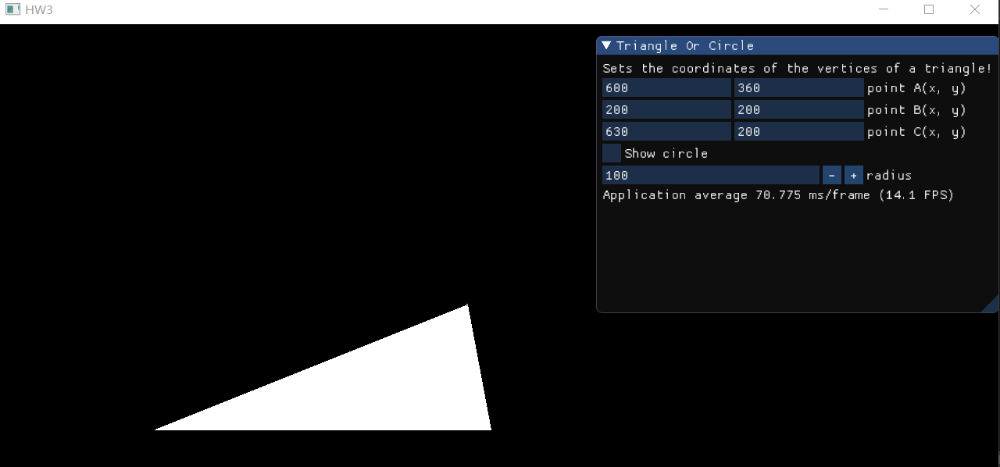 HW3
Triangle Or Circle
Sets the coordinates of the vertices of a triangle!
600 360 point A(x, y)
200 200 point B(x, y)
630 200 point C(x, y)
Show circle
100 - + radius
Application average 70.775 ms/frame (14.1 FPS)